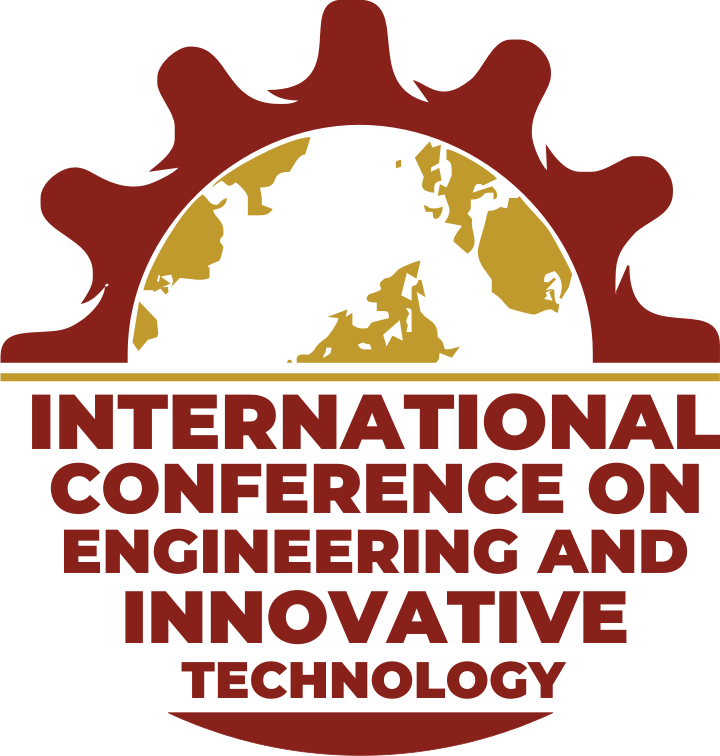 INTERNATIONAL
CONFERENCE ON
ENGINEERING AND
INNOVATIVE
TECHNOLOGY